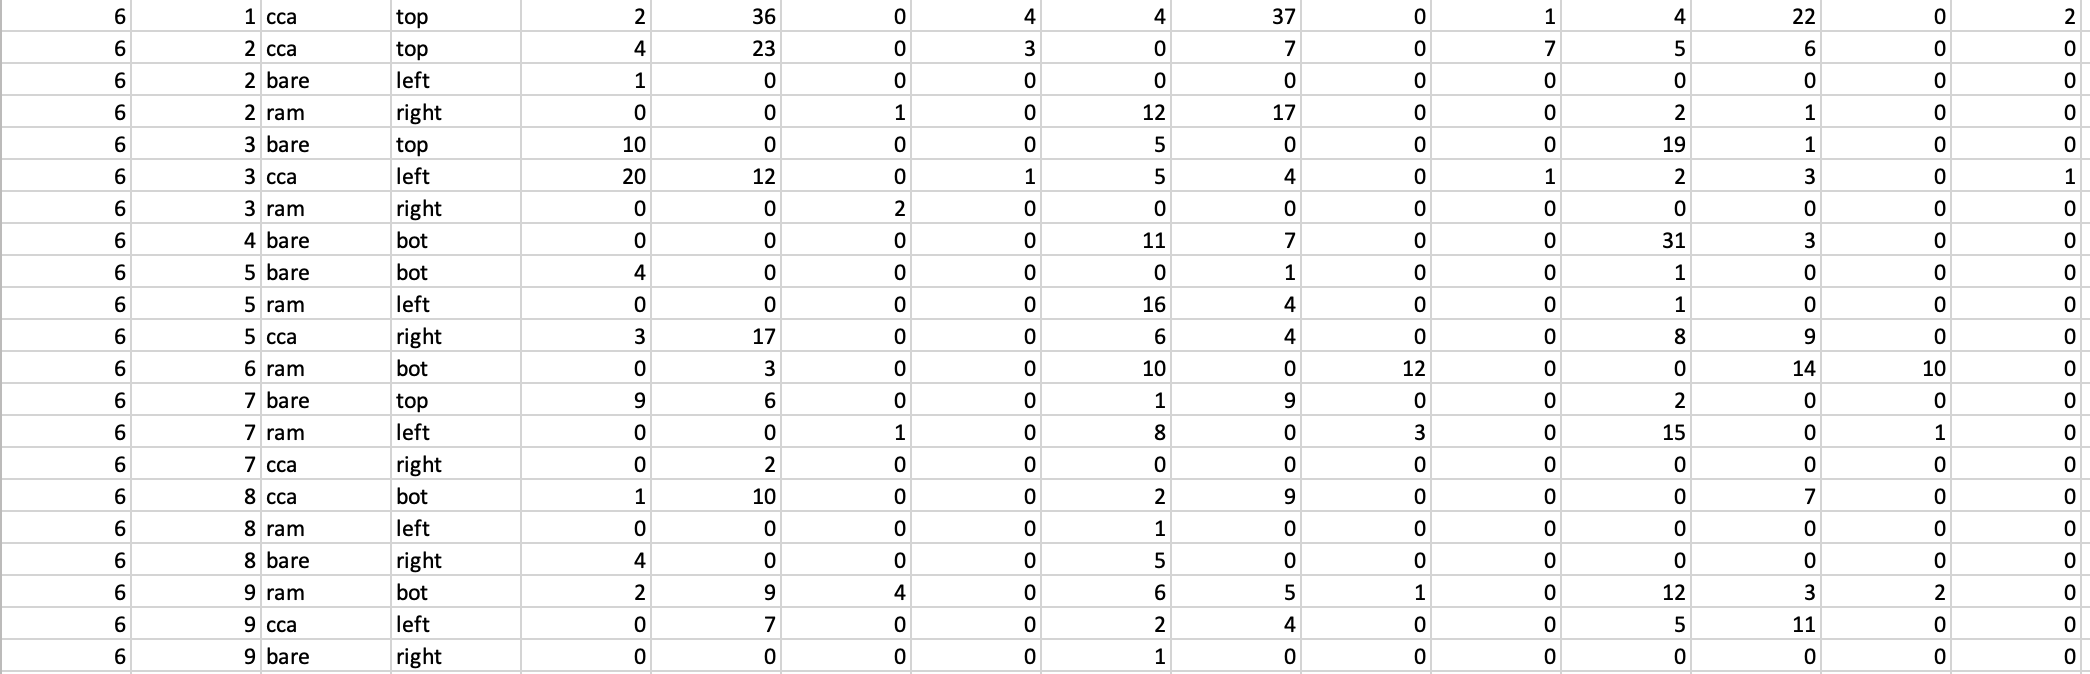 6 1 cca top 2 36 0 4 4 37 0 1 4 22 0 2
6 2 cca top 4 23 0 3 0 7 0 7 5 6 0 0
6 2 bare left 1 0 0 0 0 0 0 0 0 0 0 0
6 2 ram right 0 0 1 0 12 17 0 0 2 1 0 0
6 3 bare top 10 0 0 0 5 0 0 0 19 1 0 0
6 3 cca left 20 12 0 1 5 4 0 1 2 3 0 1
6 3 ram right 0 0 2 0 0 0 0 0 0 0 0 0
6 4 bare bot 0 0 0 0 11 7 0 0 31 3 0 0
6 5 bare bot 4 0 0 0 0 1 0 0 1 0 0 0
6 5 ram left 0 0 0 0 16 4 0 0 1 0 0 0
6 5 cca right 3 17 0 0 6 4 0 0 8 9 0 0
6 6 ram bot 0 3 0 0 10 0 12 0 0 14 10 0
6 7 bare top 9 6 0 0 1 9 0 0 2 0 0 0
6 7 ram left 0 0 1 0 8 0 3 0 15 0 1 0
6 7 cca right 0 2 0 0 0 0 0 0 0 0 0 0
6 8 cca bot 1 10 0 0 2 9 0 0 0 7 0 0
6 8 ram left 0 0 0 0 1 0 0 0 0 0 0 0
6 8 bare right 4 0 0 0 5 0 0 0 0 0 0 0
6 9 ram bot 2 9 4 0 6 5 1 0 12 3 2 0
6 9 cca left 0 7 0 0 2 4 0 0 5 11 0 0
6 9 bare right 0 0 0 0 1 0 0 0 0 0 0 0